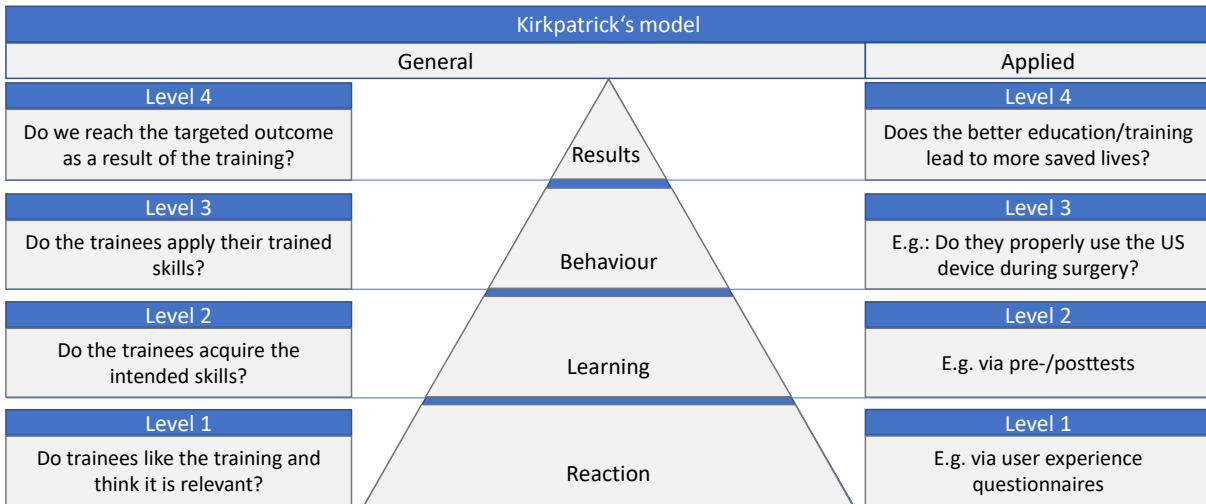 Kirkpatrick‘s model
General
Applied
Level 4
Do we reach the targeted outcome
as a result of the training?
Results
Level 4
Does the better education/training
lead to more saved lives?
Level 3
Do the trainees apply their trained
skills?
Behaviour
Level 3
E.g.: Do they properly use the US
device during surgery?
Level 2
Do the trainees acquire the
intended skills?
Learning
Level 2
E.g. via pre-/posttests
Level 1
Do trainees like the training and
think it is relevant?
Reaction
Level 1
E.g. via user experience
questionnaires